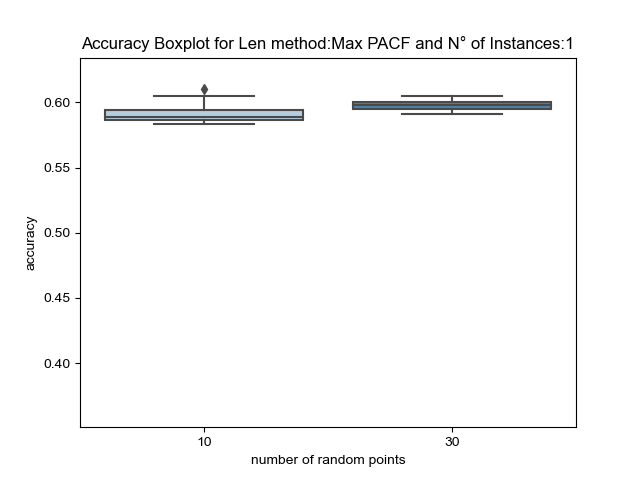 Accuracy Boxplot for Len method:Max PACF and N° of Instances:1
0.60
0.55
0.50
0.45
0.40
accuracy
10
30
number of random points